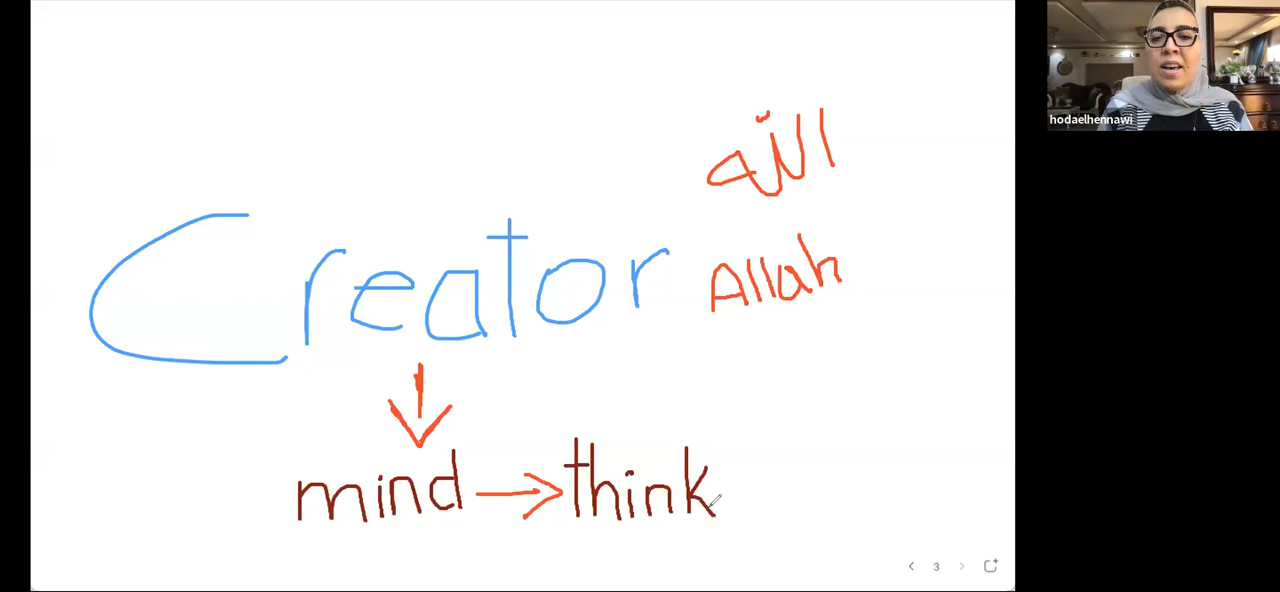 hodaelhennawi
الله
Creator
Allah
mind → think
3